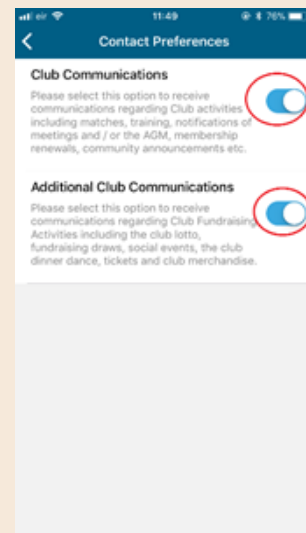 eir 11:49 76%
Contact Preferences
Club Communications
Please select this option to receive
communications regarding Club activities
including matches, training, notifications of
meetings and / or the AGM, membership
renewals, community announcements etc.
Additional Club Communications
Please select this option to receive
communications regarding Club Fundraising
Activities including the club lotto,
fundraising draws, social events, the club
dinner dance, tickets and club merchandise.